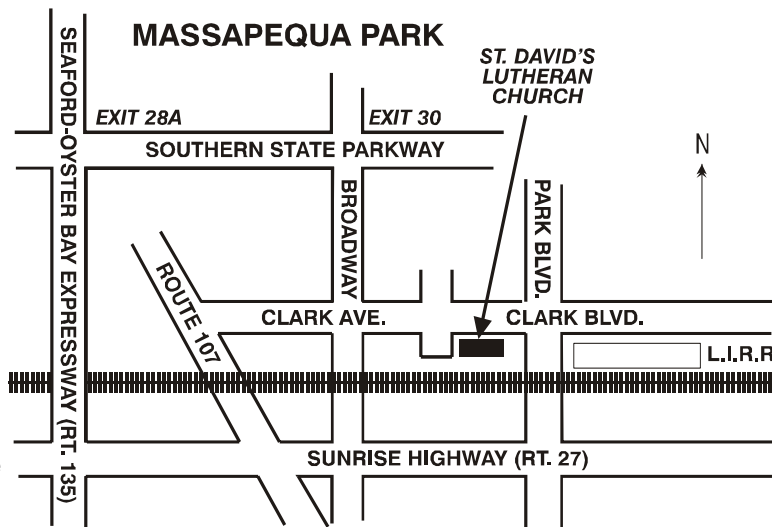 MASSAPEQUA PARK
ST. DAVID'S
LUTHERAN
CHURCH
SEAFORD-OYSTER BAY EXPRESSWAY (RT. 135)
EXIT 28A
EXIT 30
SOUTHERN STATE PARKWAY
N
BROADWAY
PARK BLVD.
ROUTE 107
CLARK AVE.
CLARK BLVD.
L.I.R.R
SUNRISE HIGHWAY (RT. 27)